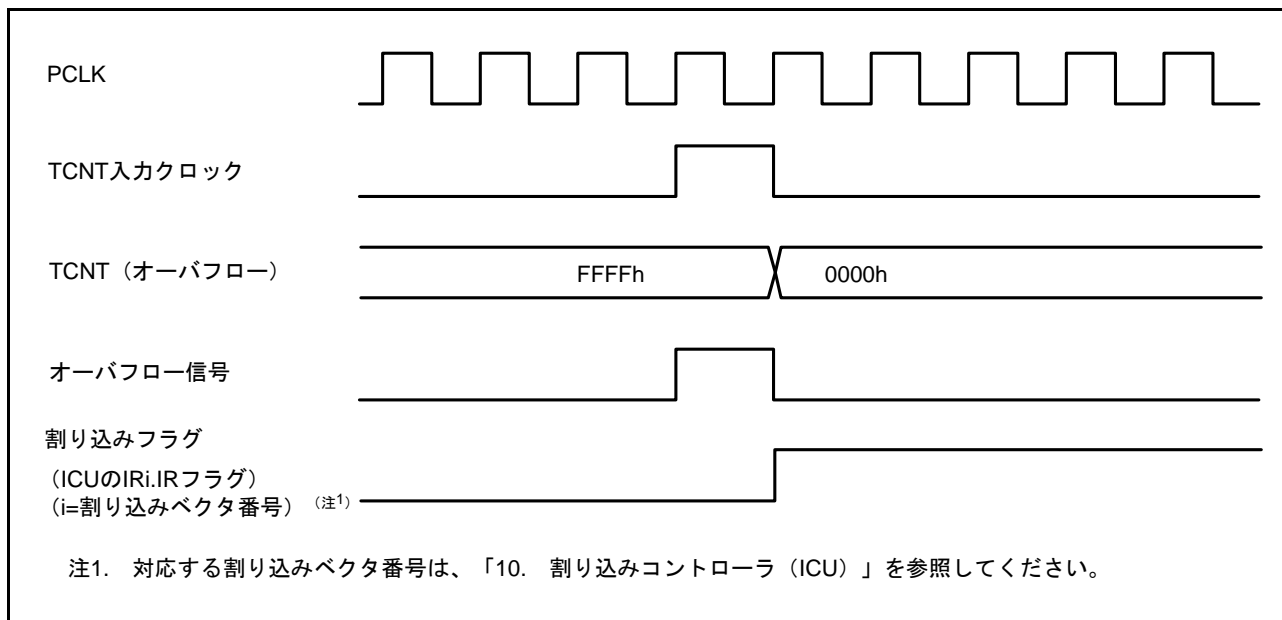 PCLK
TCNT入力クロック
TCNT（オーバフロー）
FFFFh
0000h
オーバフロー信号
割り込みフラグ
（ICUのIRi.IRフラグ）
（i=割り込みベクタ番号）（注1）
注1. 対応する割り込みベクタ番号は、「10. 割り込みコントローラ（ICU）」を参照してください。